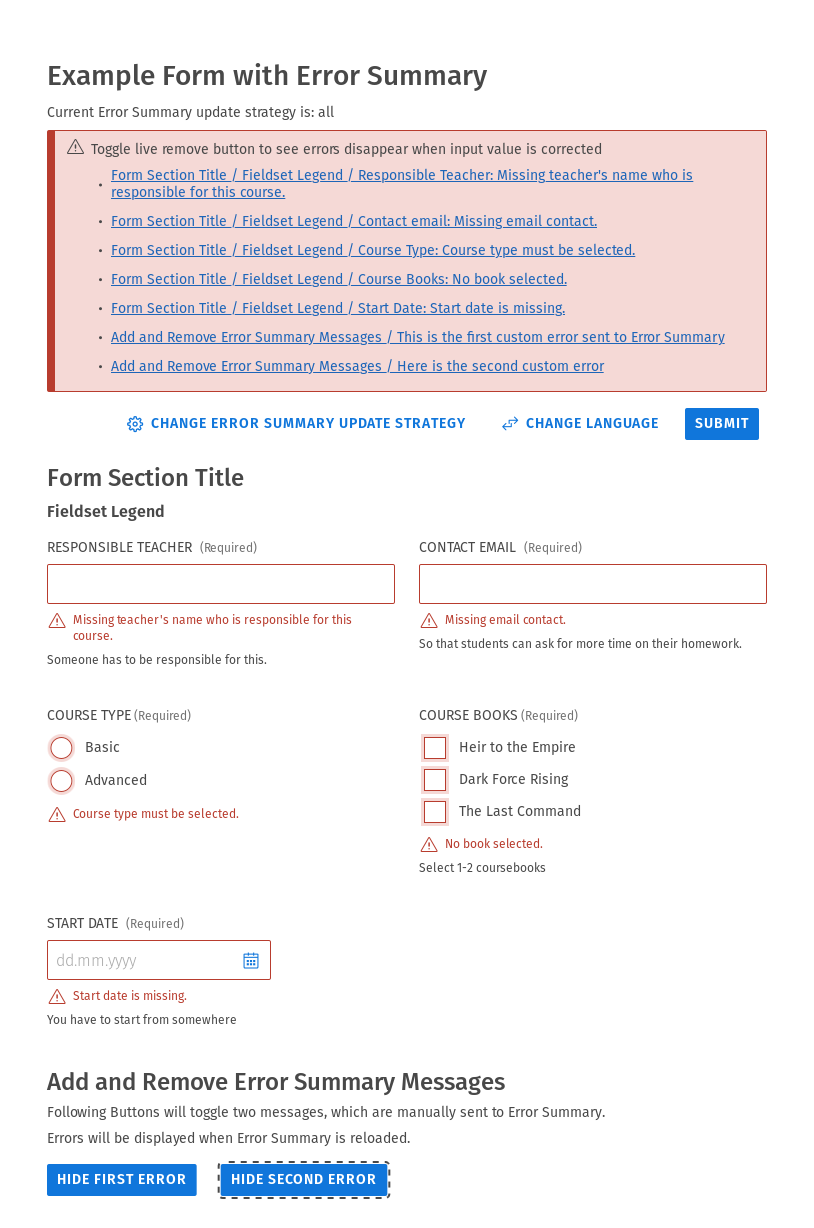 Example Form with Error Summary
Current Error Summary update strategy is: all
Toggle live remove button to see errors disappear when input value is corrected
• Form Section Title / Fieldset Legend / Responsible Teacher: Missing teacher's name who is
responsible for this course.
• Form Section Title / Fieldset Legend / Contact email: Missing email contact.
• Form Section Title / Fieldset Legend / Course Type: Course type must be selected.
• Form Section Title / Fieldset Legend / Course Books: No book selected.
• Form Section Title / Fieldset Legend / Start Date: Start date is missing.
• Add and Remove Error Summary Messages / This is the first custom error sent to Error Summary
• Add and Remove Error Summary Messages / Here is the second custom error
CHANGE ERROR SUMMARY UPDATE STRATEGY CHANGE LANGUAGE SUBMIT
Form Section Title
Fieldset Legend
RESPONSIBLE TEACHER (Required)
Missing teacher's name who is responsible for this
course.
Someone has to be responsible for this.
CONTACT EMAIL (Required)
Missing email contact.
So that students can ask for more time on their homework.
COURSE TYPE (Required)
Basic
Advanced
Course type must be selected.
COURSE BOOKS (Required)
Heir to the Empire
Dark Force Rising
The Last Command
No book selected.
Select 1-2 coursebooks
START DATE (Required)
dd.mm.yyyy
Start date is missing.
You have to start from somewhere
Add and Remove Error Summary Messages
Following Buttons will toggle two messages, which are manually sent to Error Summary.
Errors will be displayed when Error Summary is reloaded.
HIDE FIRST ERROR HIDE SECOND ERROR